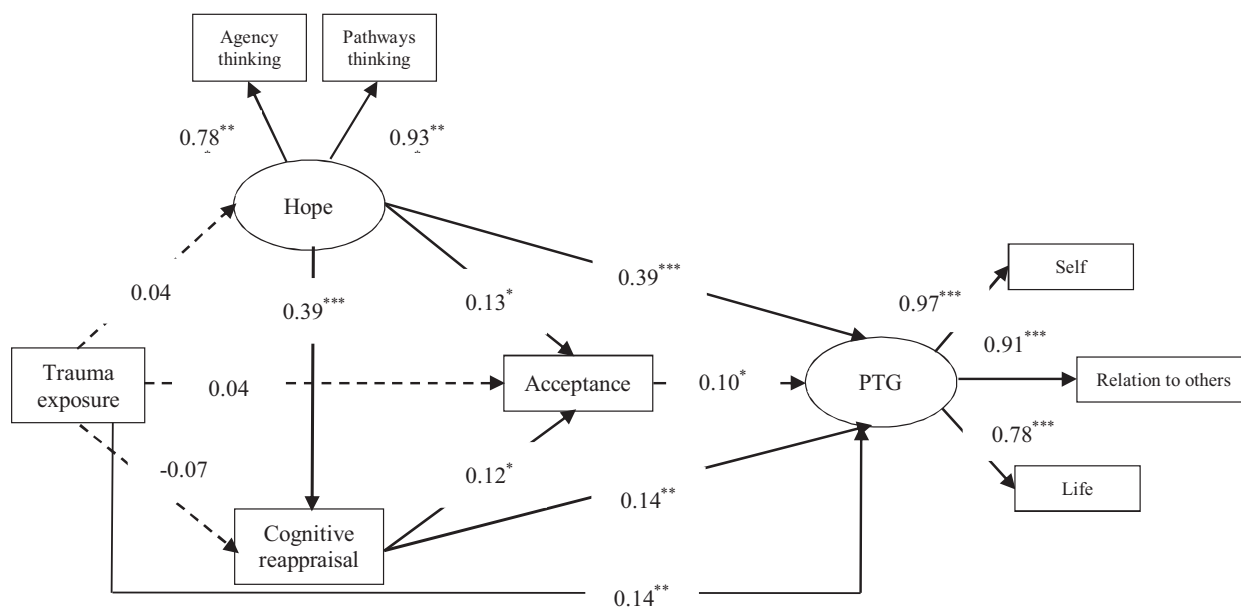 Agency
thinking
Pathways
thinking
0.78**
*
0.93**
*
Hope
0.04
0.39***
0.13*
0.39***
0.97***
Self
0.91***
Trauma
exposure
0.04
Acceptance
0.10*
PTG
Relation to others
-0.07
0.12*
0.14**
0.78***
Life
Cognitive
reappraisal
0.14**